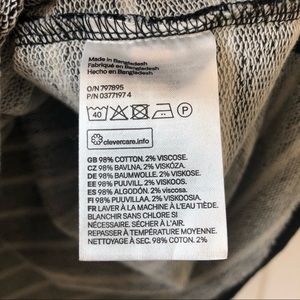 Made in Bangladesh
Fabriqué en Bangladesh
Hecho en Bangladesh
O/N 797895
P/N 0377197 4
40
P
clevercare.info
GB 98% COTTON. 2% VISCOSE.
CZ 98% BAVLNA, 2% VISKÓZA.
DE 98% BAUMWOLLE. 2% VISKOSE.
EE 98% PUUVILL, 2% VISKOOS.
ES 98% ALGODÓN. 2% viscosa.
FI 98% PUUVILLAA. 2% VISKOOSIA
FR LAVER À LA MACHINE À L'EAU TIÈDE.
BLANCHIR SANS CHLORE SI
NÉCESSAIRE. SÉCHER À L'AIR.
REPASSER À TEMPÉRATURE MOYENNE.
NETTOYAGE À SEC. 98% COTON. 2%